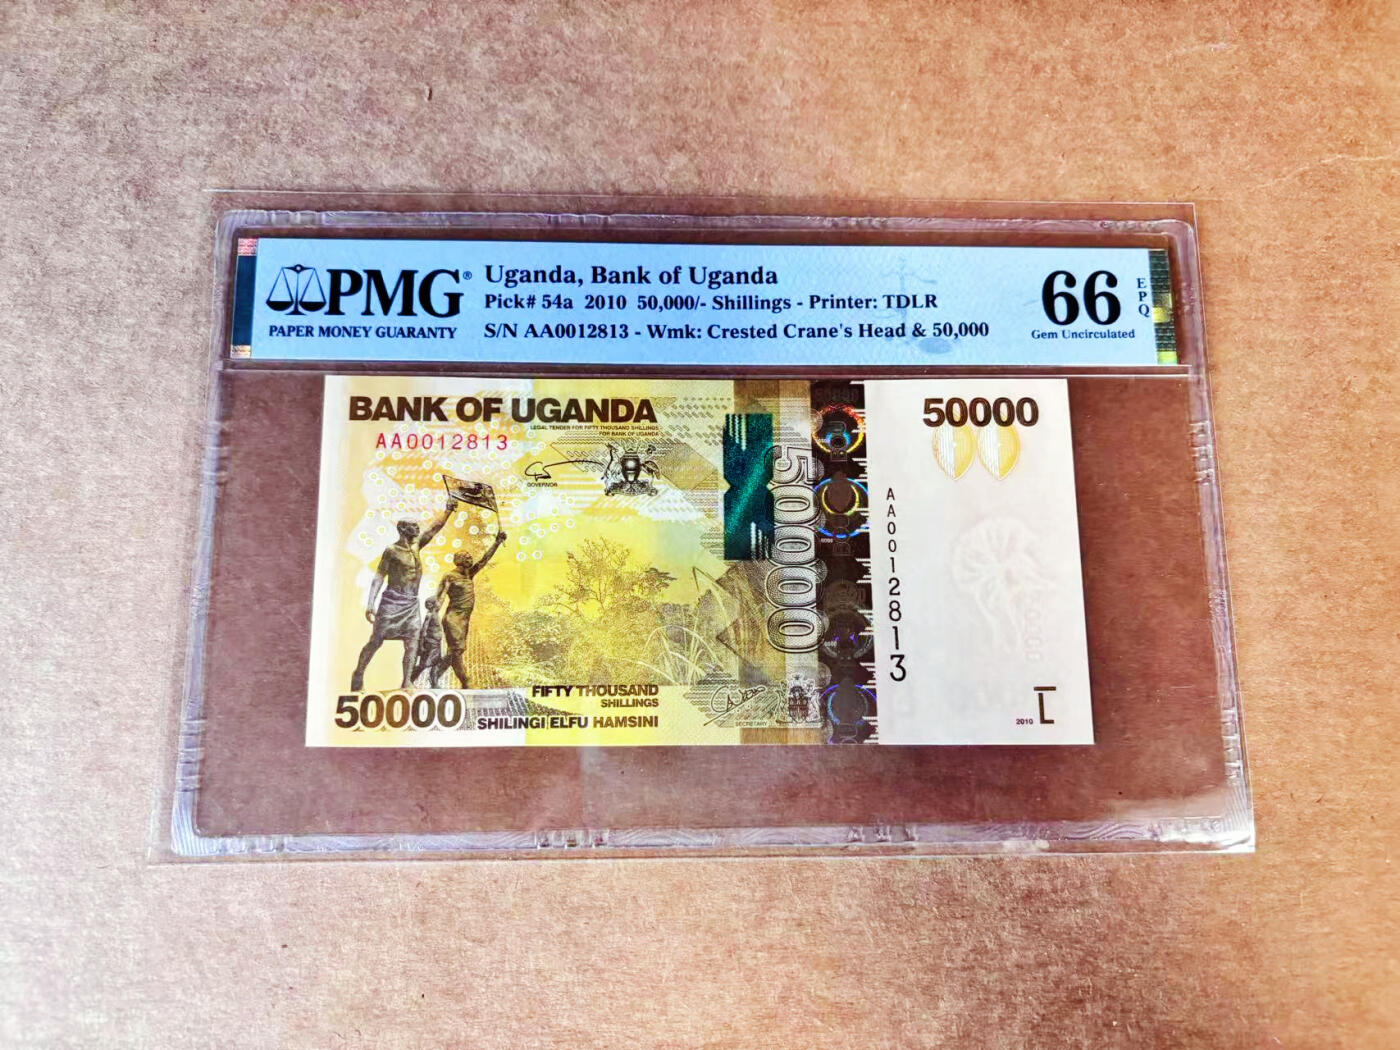 PMG®
PAPER MONEY GUARANTY
Uganda, Bank of Uganda
Pick# 54a 2010 50,000/- Shillings - Printer: TDLR
S/N AA0012813 - Wmk: Crested Crane's Head & 50,000
66
EPQ
Gem Uncirculated
BANK OF UGANDA
LEGAL TENDER FOR FIFTY THOUSAND SHILLINGS
FOR BANK OF UGANDA
AA0012813
GOVERNOR
50000
50000
AA0012813
50000
FIFTY THOUSAND
SHILLINGS
SHILINGI ELFU HAMSINI
SECRETARY
2010